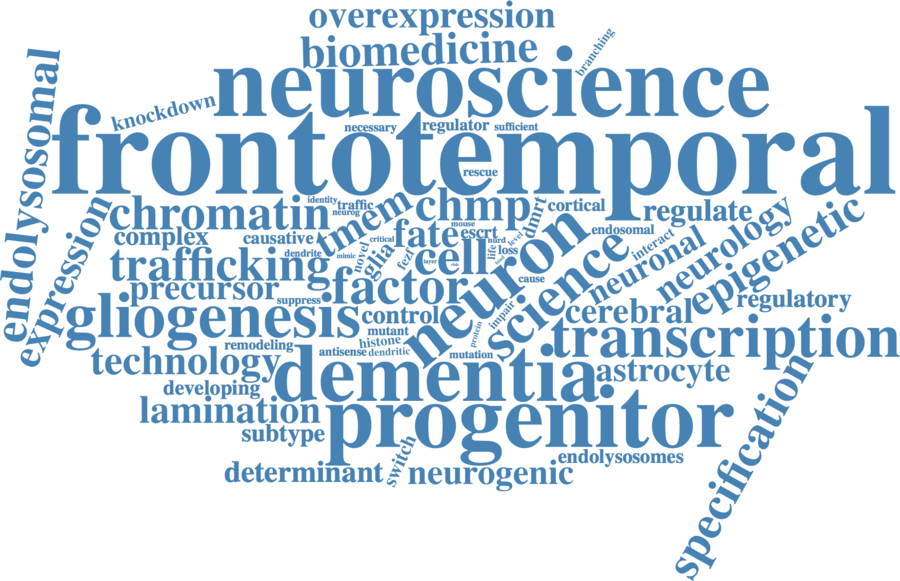 overexpression
biomedicine
branching
neuroscience
endolysosomal
knockdown
necessary
regulator
sufficient
frontotemporal
rescue
identity
traffic
neurog
chromatin
tmem
chmp
dmrt
cortical
regulate
complex
causative
critical
fate
mouse
escrt
nurd
level
endosomal
neurology
epigenetic
expression
dendrite
mimic
novel
glia
fezf
cell
layer
life
loss
interact
neuronal
trafficking
precursor
suppress
factor
neuron
cause
science
cerebral
regulatory
gliogenesis
control
mutant
histone
protein
impair
transcription
remodeling
antisense
dendritic
mutation
technology
dementia
astrocyte
developing
lamination
progenitor
specification
subtype
switch
endolysosomes
determinant
neurogenic